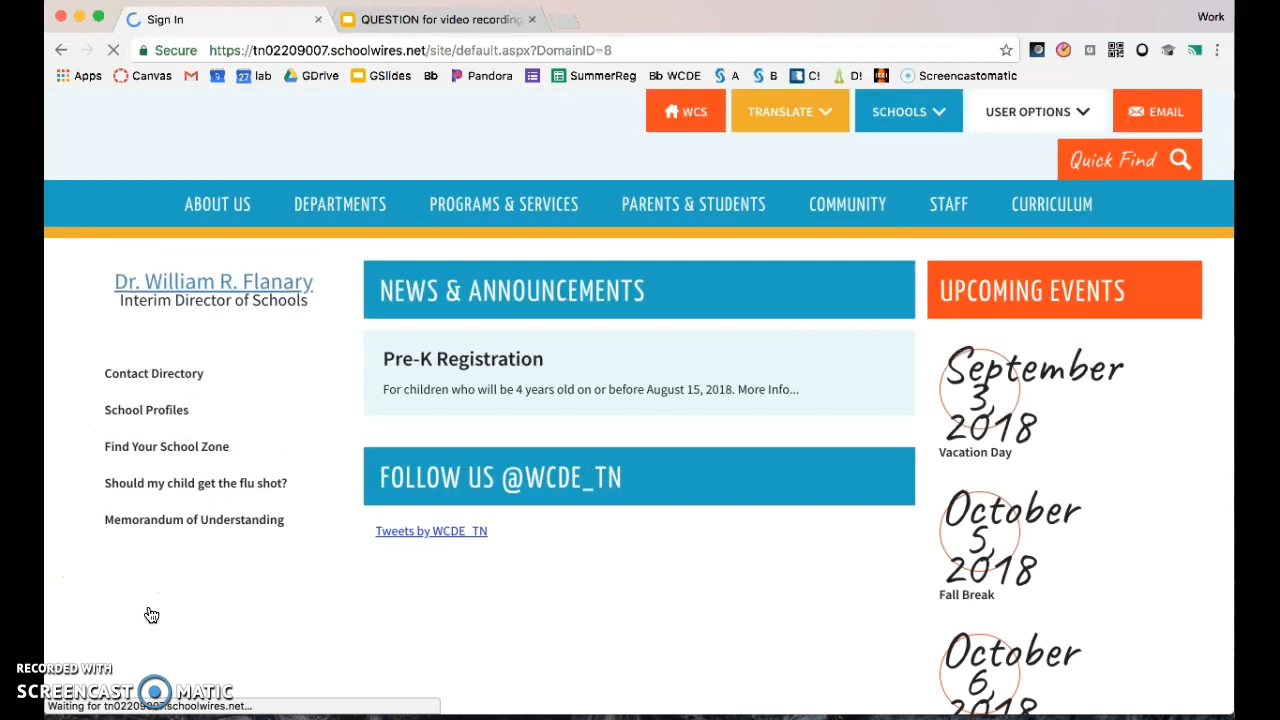 Sign In
QUESTION for video recording
Work
Secure https://tn02209007.schoolwires.net/site/default.aspx?DomainID=8
Apps Canvas lab GDrive GSlides Bb Pandora SummerReg Bb WCDE A B C! D! Screencastomatic
WCS TRANSLATE SCHOOLS USER OPTIONS EMAIL
Quick Find
ABOUT US DEPARTMENTS PROGRAMS & SERVICES PARENTS & STUDENTS COMMUNITY STAFF CURRICULUM
Dr. William R. Flanary
Interim Director of Schools
Contact Directory
School Profiles
Find Your School Zone
Should my child get the flu shot?
Memorandum of Understanding
NEWS & ANNOUNCEMENTS
Pre-K Registration
For children who will be 4 years old on or before August 15, 2018. More Info...
FOLLOW US @WCDE_TN
Tweets by WCDE_TN
UPCOMING EVENTS
September
3,
2018
Vacation Day
October
5,
2018
Fall Break
October
6,
2018
RECORDED WITH
SCREENCAST MATIC
Waiting for tn02209007.schoolwires.net...